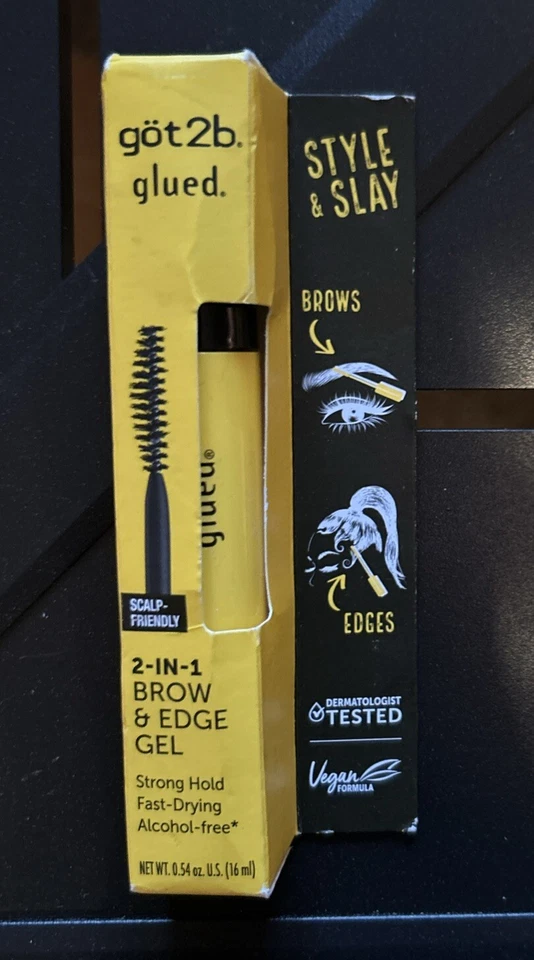 göt2b®
glued®
glued®
SCALP-
FRIENDLY
2-IN-1
BROW
& EDGE
GEL
Strong Hold
Fast-Drying
Alcohol-free*
NET WT. 0.54 oz. U.S. (16 ml)
STYLE
& SLAY
BROWS
EDGES
DERMATOLOGIST
TESTED
Vegan
FORMULA